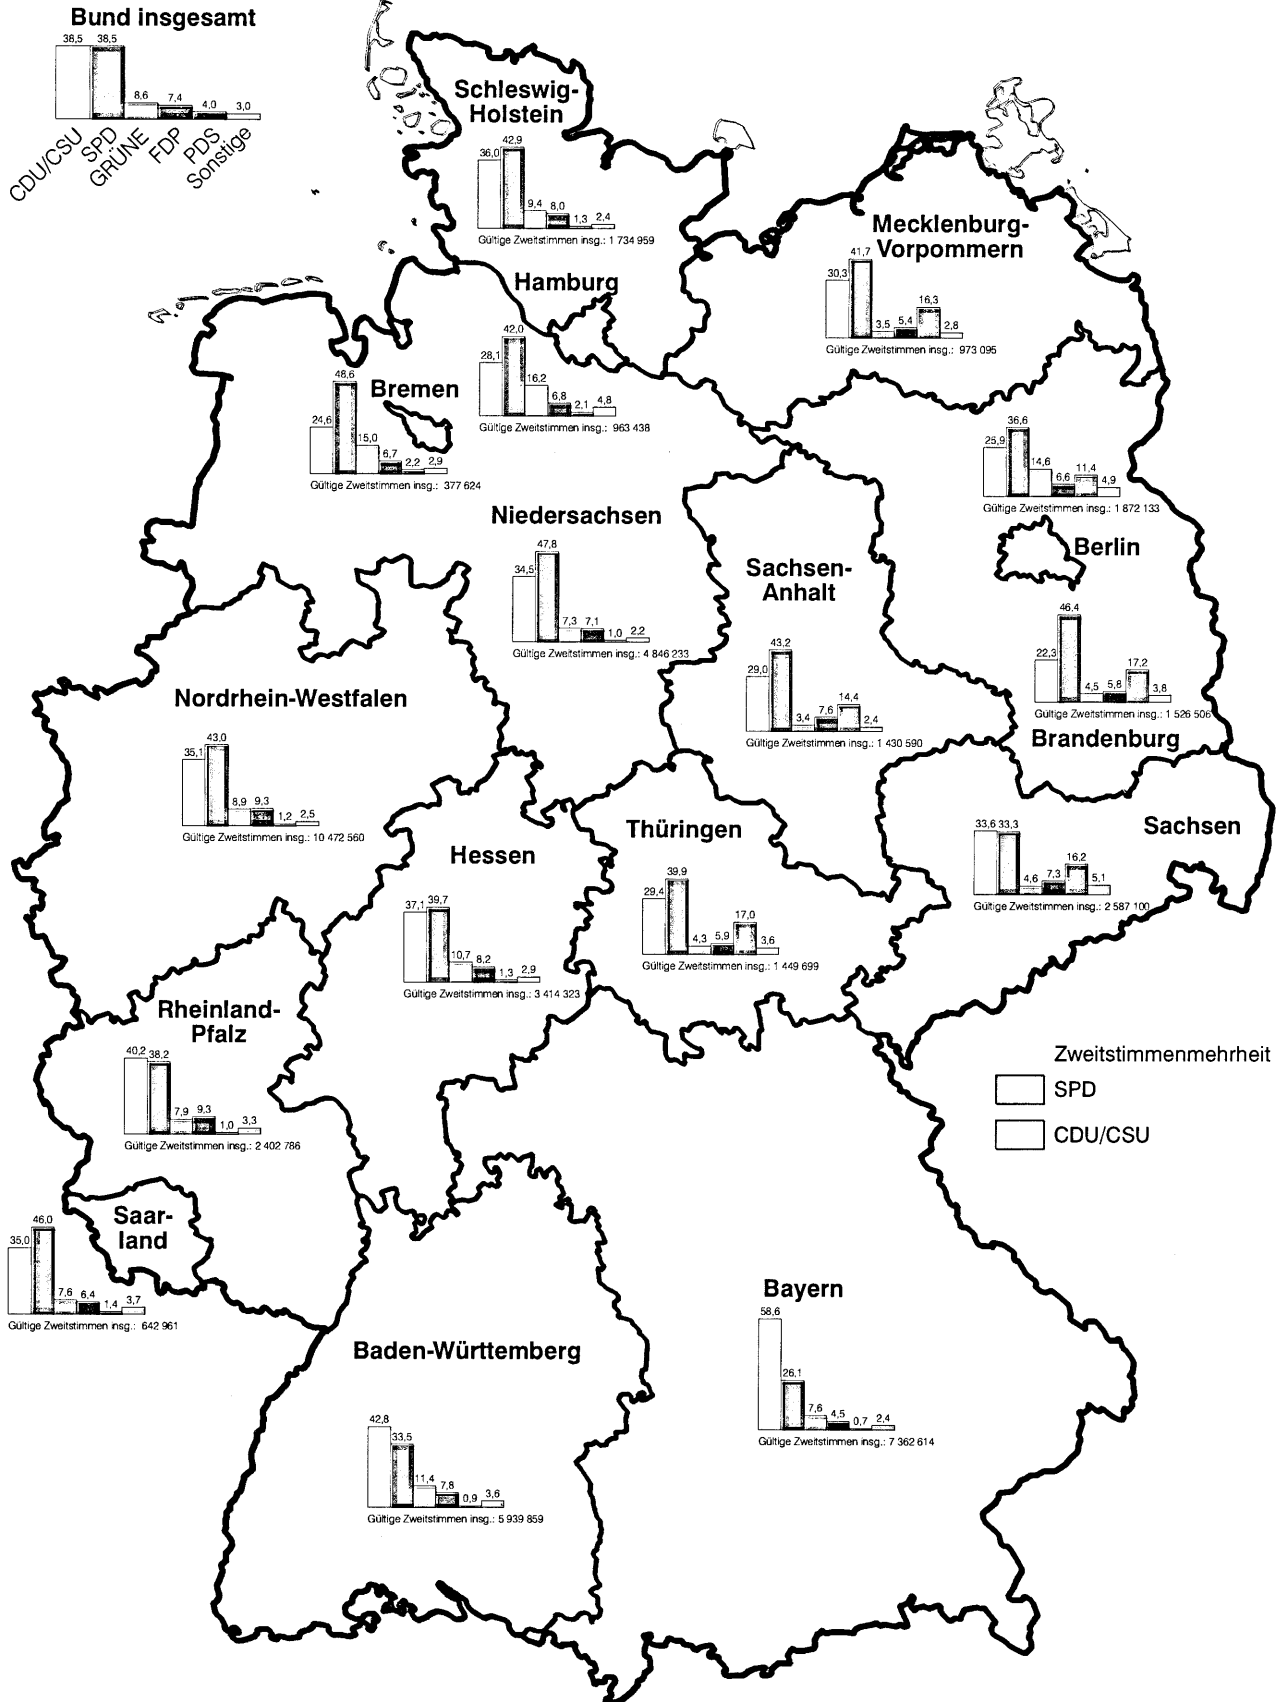 Bund insgesamt
38,5 38,5 8,6 7,4 4,0 3,0
CDU/CSU SPD GRÜNE FDP PDS Sonstige
Schleswig-
Holstein
36,0 42,9 9,4 8,0 1,3 2,4
Gültige Zweitstimmen insg.: 1 734 959
Mecklenburg-
Vorpommern
30,3 41,7 3,5 5,4 16,3 2,8
Gültige Zweitstimmen insg.: 973 095
Hamburg
28,1 42,0 16,2 6,8 2,1 4,8
Gültige Zweitstimmen insg.: 963 438
Bremen
24,6 48,6 15,0 6,7 2,2 2,9
Gültige Zweitstimmen insg.: 377 624
25,9 36,6 14,6 6,6 11,4 4,9
Gültige Zweitstimmen insg.: 1 872 133
Berlin
Niedersachsen
34,5 47,8 7,3 7,1 1,0 2,2
Gültige Zweitstimmen insg.: 4 846 233
Sachsen-
Anhalt
29,0 43,2 3,4 7,6 14,4 2,4
Gültige Zweitstimmen insg.: 1 430 590
22,3 46,4 4,5 5,8 17,2 3,8
Gültige Zweitstimmen insg.: 1 526 506
Brandenburg
Nordrhein-Westfalen
35,1 43,0 8,9 9,3 1,2 2,5
Gültige Zweitstimmen insg.: 10 472 560
Hessen
37,1 39,7 10,7 8,2 1,3 2,9
Gültige Zweitstimmen insg.: 3 414 323
Thüringen
29,4 39,9 4,3 5,9 17,0 3,6
Gültige Zweitstimmen insg.: 1 449 699
Sachsen
33,6 33,3 4,6 7,3 16,2 5,1
Gültige Zweitstimmen insg.: 2 587 100
Rheinland-
Pfalz
40,2 38,2 7,9 9,3 1,0 3,3
Gültige Zweitstimmen insg.: 2 402 786
Zweitstimmenmehrheit
SPD
CDU/CSU
Saar-
land
35,0 46,0 7,6 6,4 1,4 3,7
Gültige Zweitstimmen insg.: 642 961
Bayern
58,6 26,1 7,6 4,5 0,7 2,4
Gültige Zweitstimmen insg.: 7 362 614
Baden-Württemberg
42,8 33,5 11,4 7,8 0,9 3,6
Gültige Zweitstimmen insg.: 5 939 859